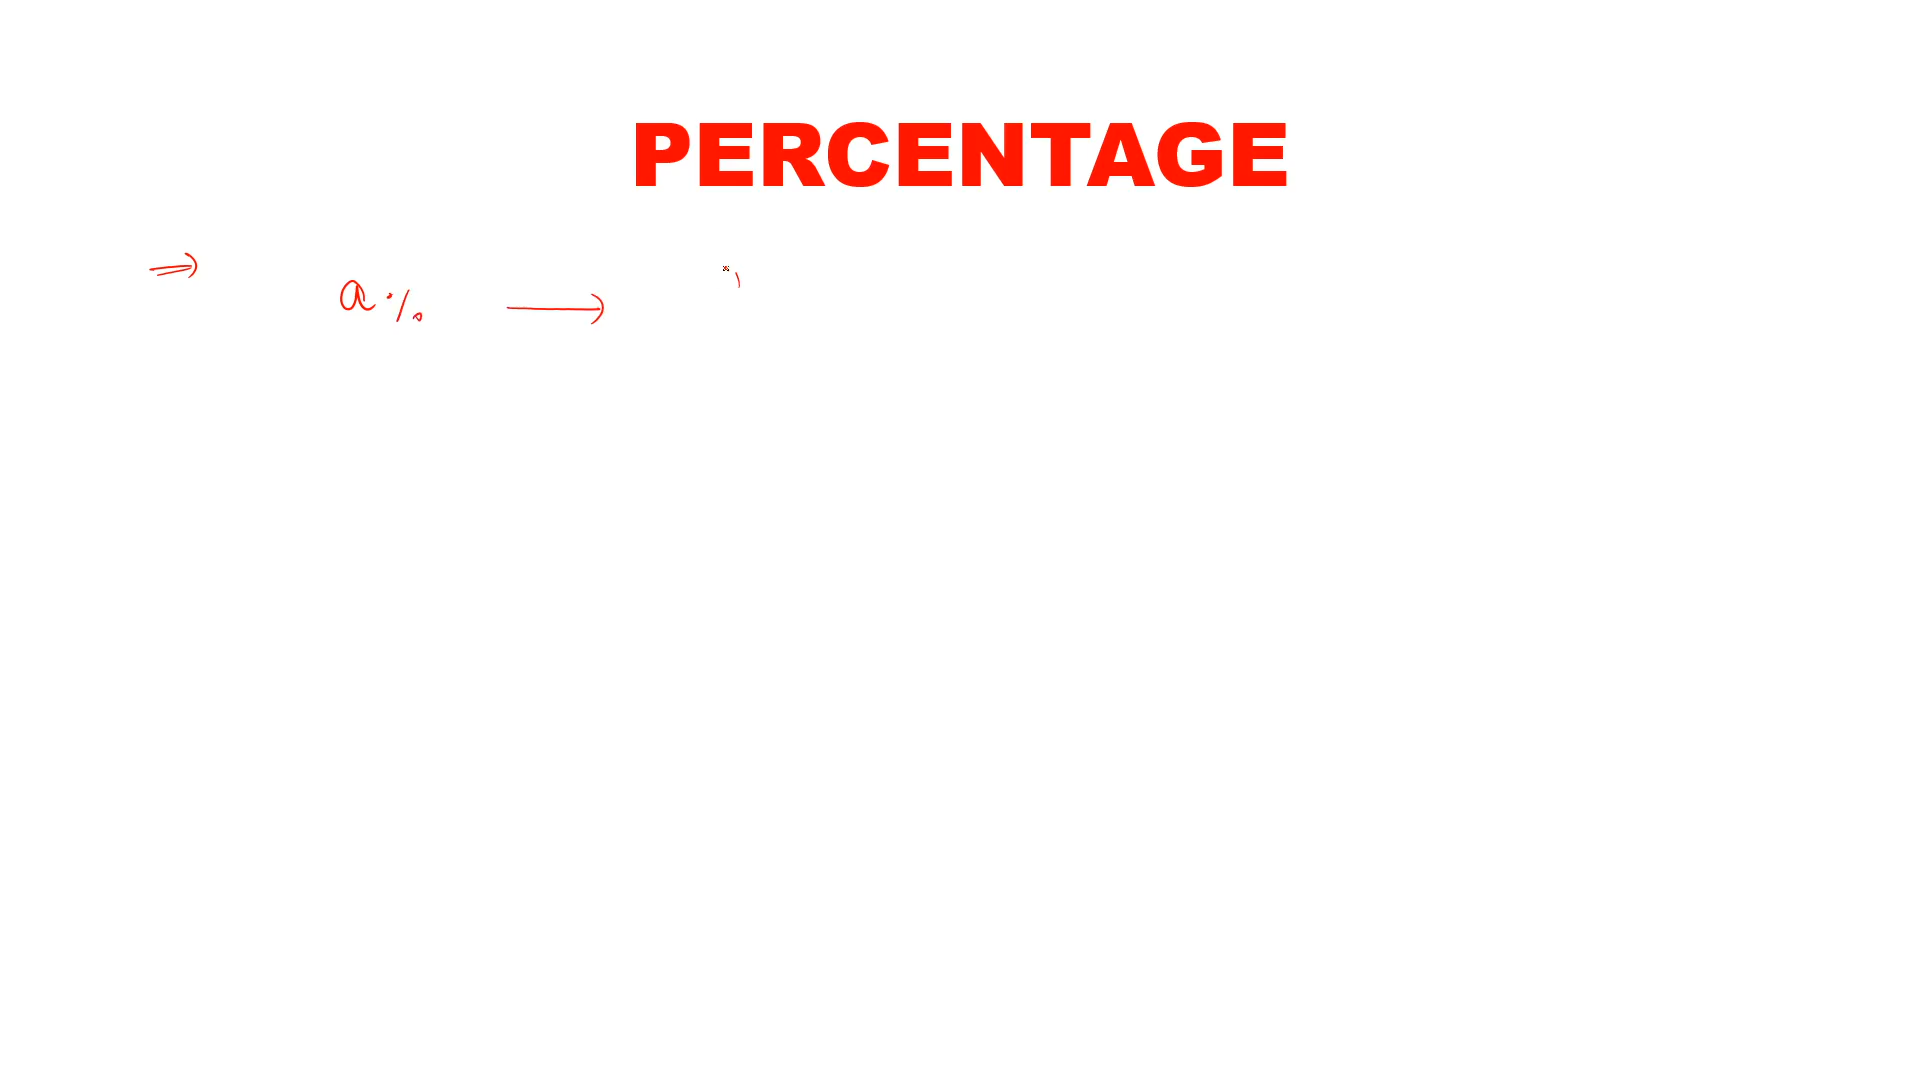 PERCENTAGE
⇒ a % →